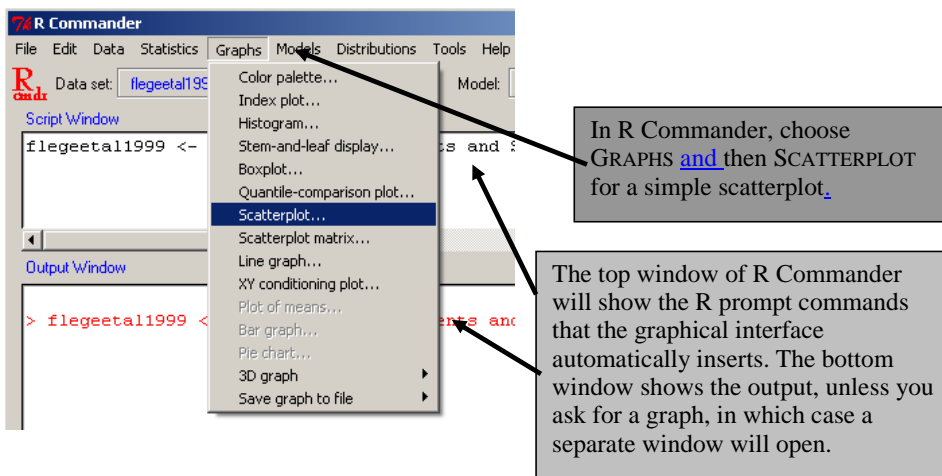 R Commander
File Edit Data Statistics Graphs Models Distributions Tools Help
R cmdr Data set: flegeetal199 Model:
Script Window
flegeetal1999 <- ts and S
Color palette...
Index plot...
Histogram...
Stem-and-leaf display...
Boxplot...
Quantile-comparison plot...
Scatterplot...
Scatterplot matrix...
Line graph...
XY conditioning plot...
Plot of means...
Bar graph...
Pie chart...
3D graph
Save graph to file
Output Window
> flegeetal1999 < ents and
In R Commander, choose
GRAPHS and then SCATTERPLOT
for a simple scatterplot.
The top window of R Commander
will show the R prompt commands
that the graphical interface
automatically inserts. The bottom
window shows the output, unless you
ask for a graph, in which case a
separate window will open.